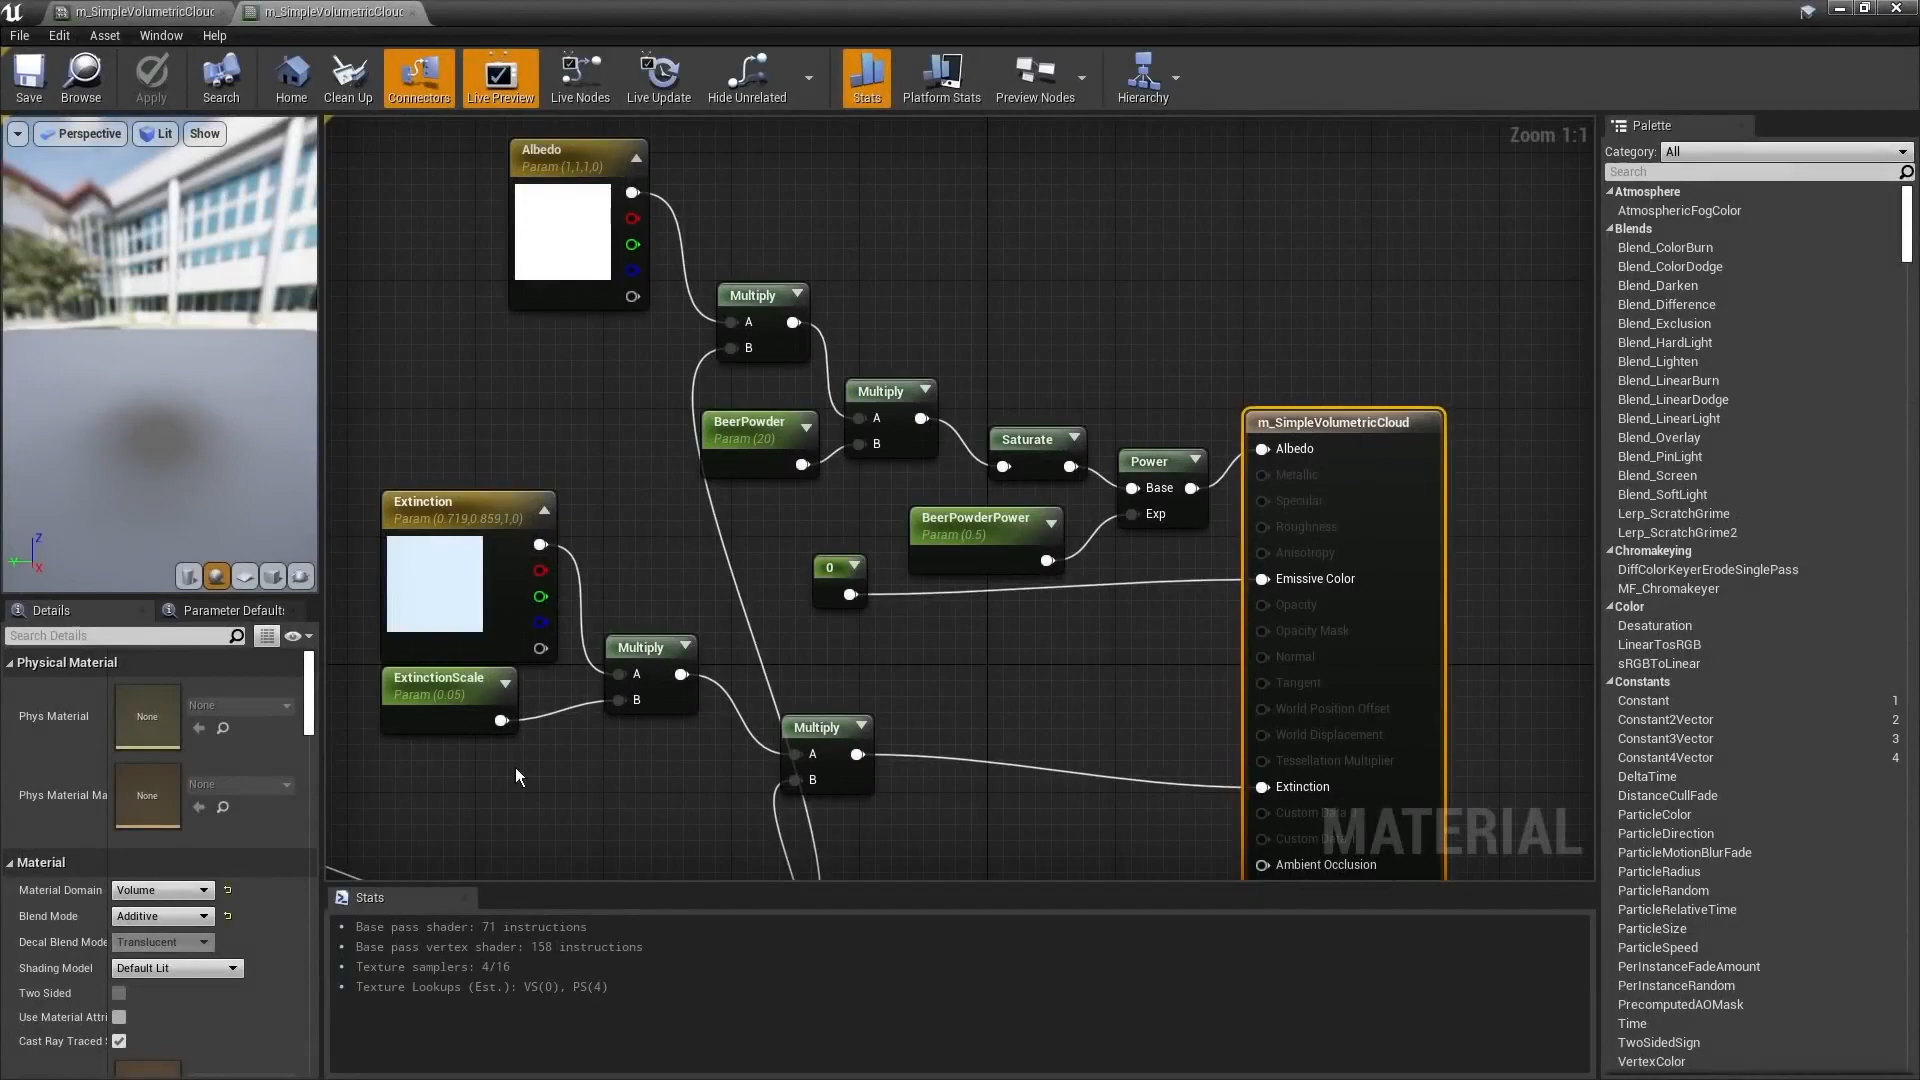 m_SimpleVolumetricCloud
m_SimpleVolumetricCloud
File Edit Asset Window Help
Save Browse Apply Search Home Clean Up Connectors Live Preview Live Nodes Live Update Hide Unrelated Stats Platform Stats Preview Nodes Hierarchy
Perspective Lit Show
Z
Y
X
Details Parameter Defaults
Search Details
Physical Material
Phys Material None None
Phys Material Ma None None
Material
Material Domain Volume
Blend Mode Additive
Decal Blend Mode Translucent
Shading Model Default Lit
Two Sided
Use Material Attri
Cast Ray Traced
Zoom 1:1
Albedo
Param (1,1,1,0)
Multiply
A
B
Multiply
A
B
BeerPowder
Param (20)
Saturate
Power
Base
Exp
BeerPowderPower
Param (0.5)
0
Extinction
Param (0.719,0.859,1,0)
ExtinctionScale
Param (0.05)
Multiply
A
B
Multiply
A
B
m_SimpleVolumetricCloud
Albedo
Metallic
Specular
Roughness
Anisotropy
Emissive Color
Opacity
Opacity Mask
Normal
Tangent
World Position Offset
World Displacement
Tessellation Multiplier
Extinction
Custom Data
Custom Data
Ambient Occlusion
MATERIAL
Stats
• Base pass shader: 71 instructions
• Base pass vertex shader: 158 instructions
• Texture samplers: 4/16
• Texture Lookups (Est.): VS(0), PS(4)
Palette
Category: All
Search
Atmosphere
AtmosphericFogColor
Blends
Blend_ColorBurn
Blend_ColorDodge
Blend_Darken
Blend_Difference
Blend_Exclusion
Blend_HardLight
Blend_Lighten
Blend_LinearBurn
Blend_LinearDodge
Blend_LinearLight
Blend_Overlay
Blend_PinLight
Blend_Screen
Blend_SoftLight
Lerp_ScratchGrime
Lerp_ScratchGrime2
Chromakeying
DiffColorKeyerErodeSinglePass
MF_Chromakeyer
Color
Desaturation
LinearTosRGB
sRGBToLinear
Constants
Constant 1
Constant2Vector 2
Constant3Vector 3
Constant4Vector 4
DeltaTime
DistanceCullFade
ParticleColor
ParticleDirection
ParticleMotionBlurFade
ParticleRadius
ParticleRandom
ParticleRelativeTime
ParticleSize
ParticleSpeed
PerInstanceFadeAmount
PerInstanceRandom
PrecomputedAOMask
Time
TwoSidedSign
VertexColor